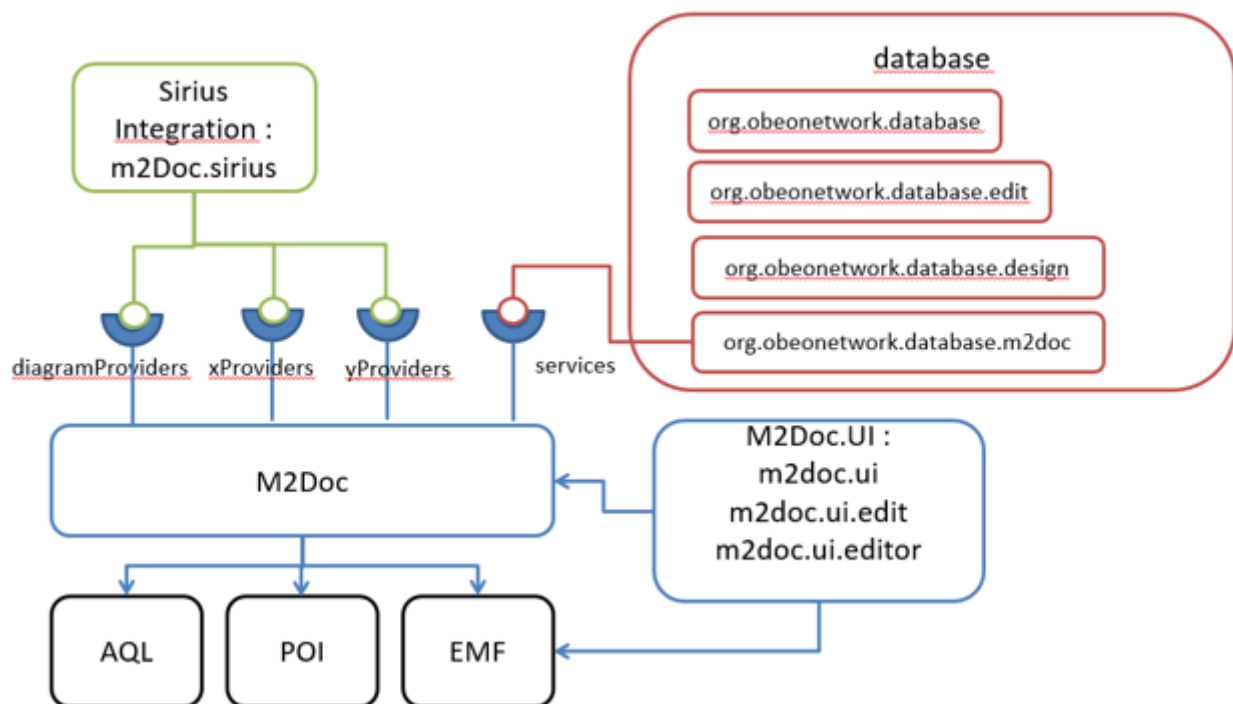 database
Sirius
Integration :
m2Doc.sirius
org.obeonetwork.database
org.obeonetwork.database.edit
org.obeonetwork.database.design
org.obeonetwork.database.m2doc
diagramProviders
xProviders
yProviders
services
M2Doc
M2Doc.UI :
m2doc.ui
m2doc.ui.edit
m2doc.ui.editor
AQL
POI
EMF